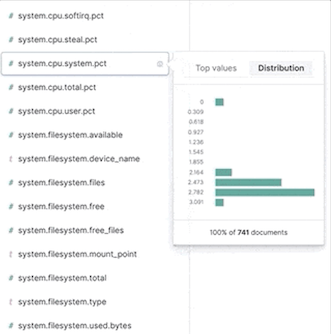 # system.cpu.softirq.pct
# system.cpu.steal.pct
# system.cpu.system.pct
# system.cpu.total.pct
# system.cpu.user.pct
# system.filesystem.available
t system.filesystem.device_name
# system.filesystem.files
# system.filesystem.free
# system.filesystem.free_files
t system.filesystem.mount_point
# system.filesystem.total
t system.filesystem.type
# system.filesystem.used.bytes
Top values Distribution
0
0.309
0.618
0.927
1.236
1.545
1.855
2.164
2.473
2.782
3.091
100% of 741 documents